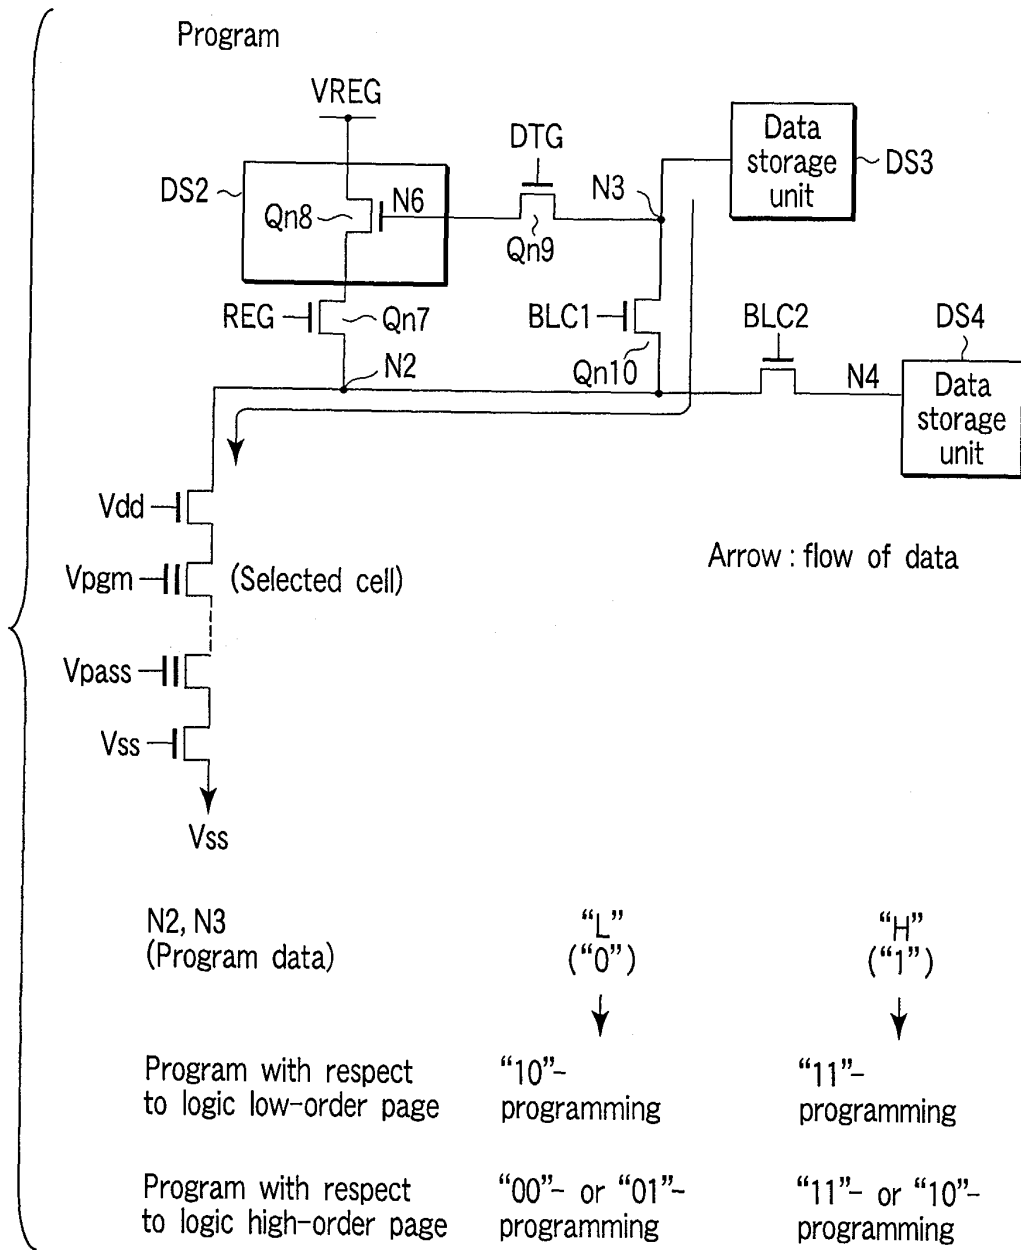 Program
VREG
DTG
Data
storage
unit
DS3
DS2
N6
N3
Qn8
Qn9
REG
Qn7
BLC1
BLC2
DS4
N2
Qn10
N4
Data
storage
unit
Vdd
Arrow : flow of data
Vpgm
(Selected cell)
Vpass
Vss
Vss
N2, N3
(Program data)
“L”
(“0”)
“H”
(“1”)
Program with respect
to logic low-order page
“10”-
programming
“11”-
programming
Program with respect
to logic high-order page
“00”- or “01”-
programming
“11”- or “10”-
programming